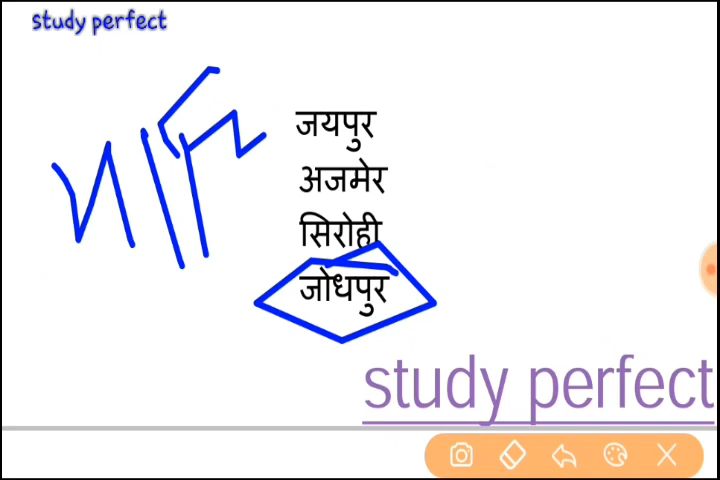 study perfect
जयपुर
अजमेर
सिरोही
जोधपुर
study perfect